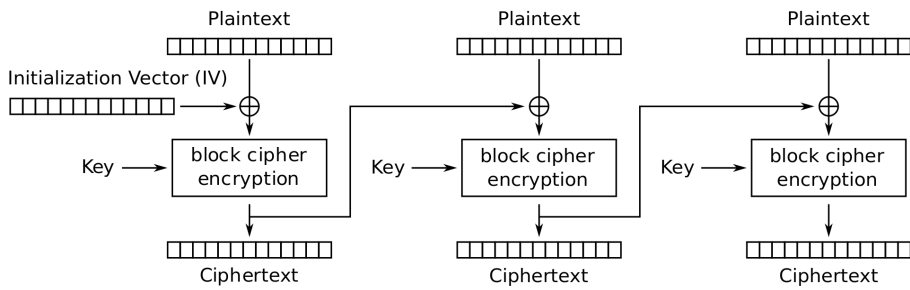 Plaintext
Plaintext
Plaintext
Initialization Vector (IV)
Key
block cipher
encryption
Key
block cipher
encryption
Key
block cipher
encryption
Ciphertext
Ciphertext
Ciphertext